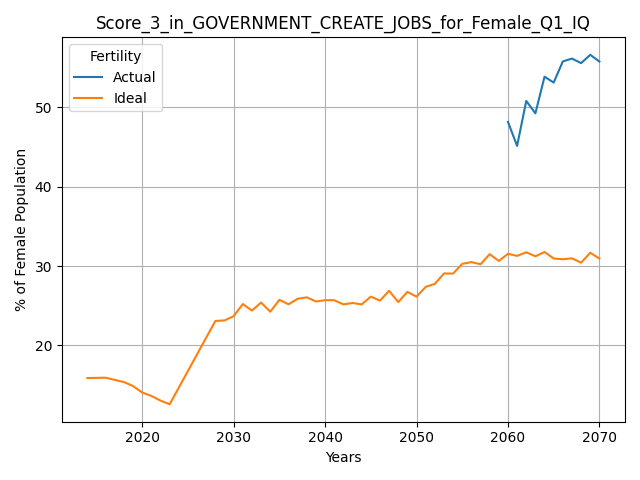 Score_3_in_GOVERNMENT_CREATE_JOBS_for_Female_Q1_IQ
Fertility
Actual
Ideal
50
40
30
20
% of Female Population
2020 2030 2040 2050 2060 2070
Years